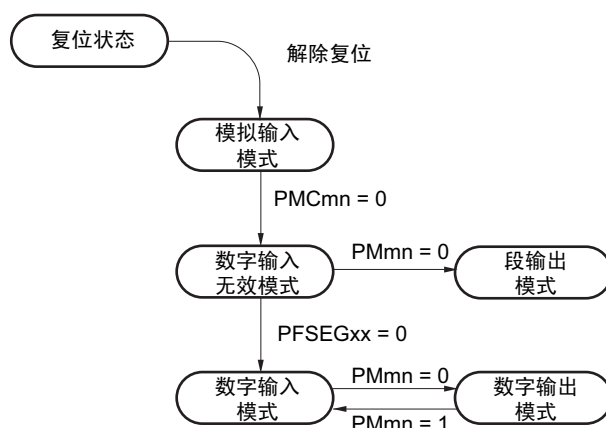 复位状态
解除复位
模拟输入
模式
PMCmn = 0
数字输入
无效模式
PMmn = 0
段输出
模式
PFSEGxx = 0
数字输入
模式
PMmn = 0
PMmn = 1
数字输出
模式